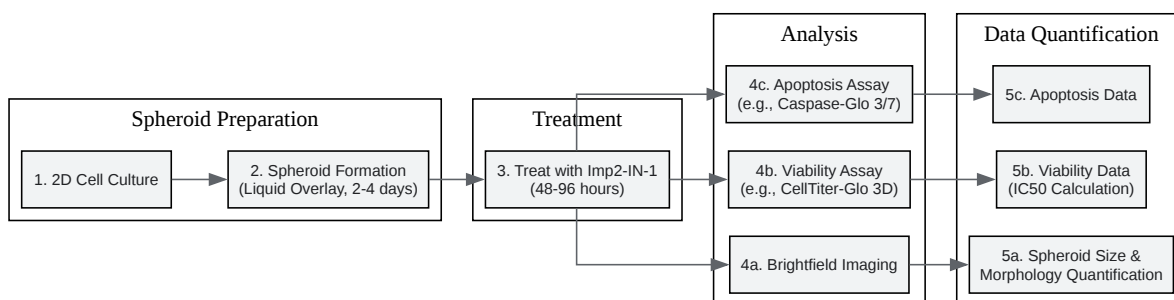 Spheroid Preparation
1. 2D Cell Culture
2. Spheroid Formation
(Liquid Overlay, 2-4 days)
Treatment
3. Treat with Imp2-IN-1
(48-96 hours)
Analysis
4c. Apoptosis Assay
(e.g., Caspase-Glo 3/7)
4b. Viability Assay
(e.g., CellTiter-Glo 3D)
4a. Brightfield Imaging
Data Quantification
5c. Apoptosis Data
5b. Viability Data
(IC50 Calculation)
5a. Spheroid Size &
Morphology Quantification